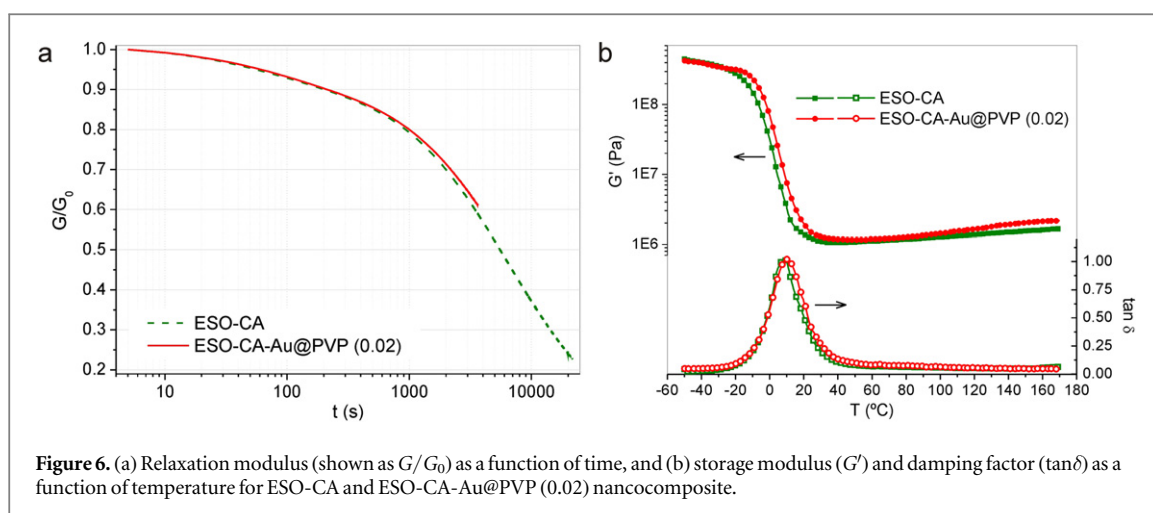 a
1.0
0.9
0.8
0.7
0.6
0.5
0.4
0.3
0.2
G/G0
ESO-CA
ESO-CA-Au@PVP (0.02)
10 100 1000 10000
t (s)
b
1E8
1E7
1E6
G' (Pa)
ESO-CA
ESO-CA-Au@PVP (0.02)
1.00
0.75
0.50
0.25
0.00
tan δ
-60 -40 -20 0 20 40 60 80 100 120 140 160 180
T (ºC)
Figure 6. (a) Relaxation modulus (shown as G/G0) as a function of time, and (b) storage modulus (G′) and damping factor (tanδ) as a
function of temperature for ESO-CA and ESO-CA-Au@PVP (0.02) nancocomposite.